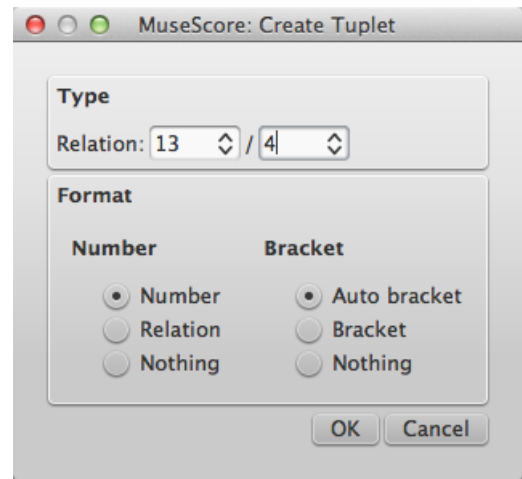 MuseScore: Create Tuplet
Type
Relation: 13 / 4
Format
Number Bracket
Number Auto bracket
Relation Bracket
Nothing Nothing
OK Cancel